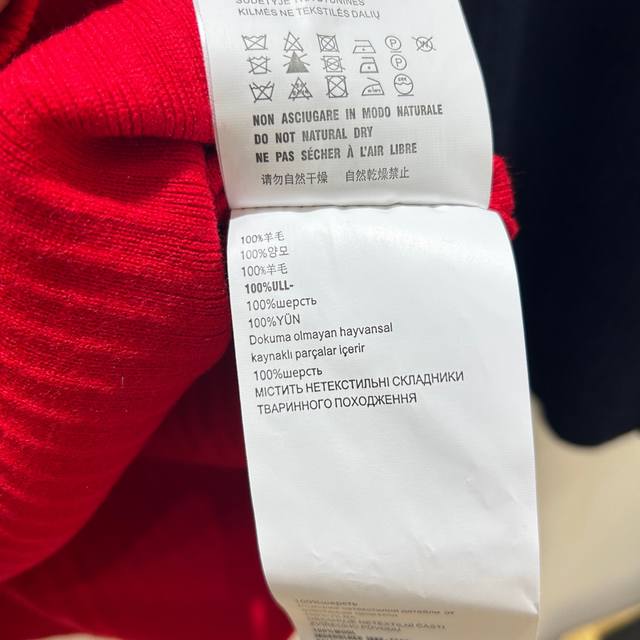 KILMĖS NE TEKSTILĖS DALIŲ
NON ASCIUGARE IN MODO NATURALE
DO NOT NATURAL DRY
NE PAS SÉCHER À L'AIR LIBRE
请勿自然干燥 自然乾燥禁止
100%羊毛
100%양모
100%羊毛
100%ULL-
100%шерсть
100%YÜN
Dokuma olmayan hayvansal
kaynaklı parçalar içerir
100%шерсть
МІСТИТЬ НЕТЕКСТИЛЬНІ СКЛАДНИКИ
ТВАРИННОГО ПОХОДЖЕННЯ
100%шерсть